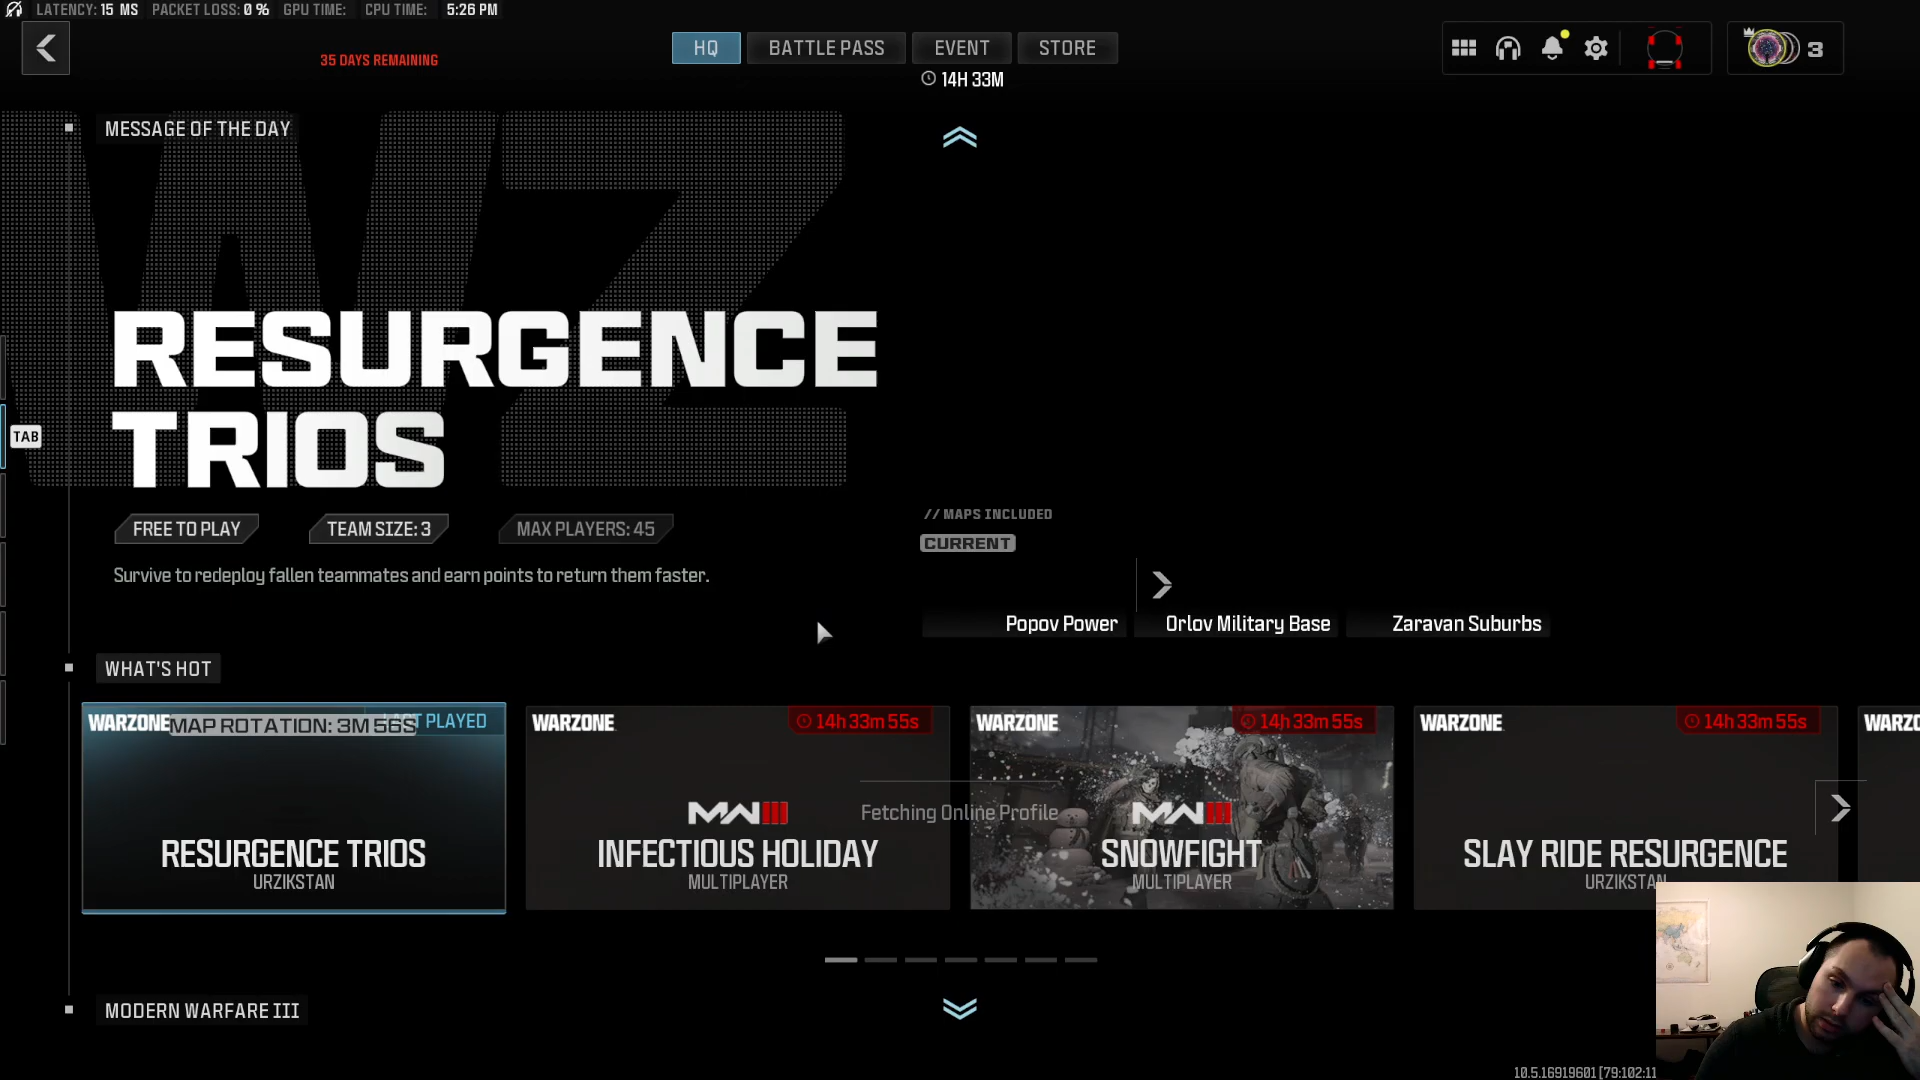 LATENCY: 15 MS PACKET LOSS: 0 % GPU TIME: CPU TIME: 5:26 PM
35 DAYS REMAINING
HQ BATTLE PASS EVENT STORE
14H 33M
3
MESSAGE OF THE DAY
RESURGENCE
TRIOS
TAB
FREE TO PLAY TEAM SIZE: 3 MAX PLAYERS: 45
// MAPS INCLUDED
CURRENT
Survive to redeploy fallen teammates and earn points to return them faster.
Popov Power Orlov Military Base Zaravan Suburbs
WHAT'S HOT
WARZONE MAP ROTATION: 3M 56S PLAYED
RESURGENCE TRIOS
URZIKSTAN
WARZONE 14h 33m 55s
MWIII
INFECTIOUS HOLIDAY
MULTIPLAYER
Fetching Online Profile
WARZONE 14h 33m 55s
MWIII
SNOWFIGHT
MULTIPLAYER
WARZONE 14h 33m 55s
SLAY RIDE RESURGENCE
URZIKSTAN
WARZO
MODERN WARFARE III
10.5.16919601 [79:102:11